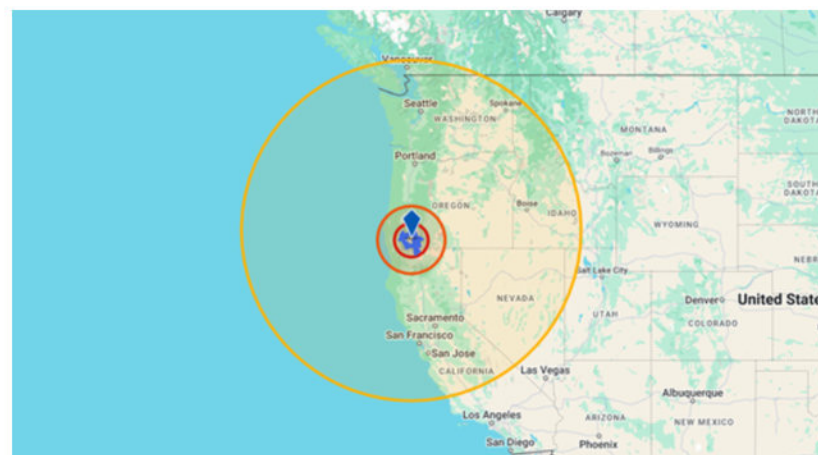 Calgary
Vancouver
Seattle
Spokane
WASHINGTON
NORTH
DAKOTA
MONTANA
Portland
Bozeman
Billings
SOUTH
DAKOTA
OREGON
Boise
IDAHO
WYOMING
NEBR
Salt Lake City
NEVADA
Denver
United State
UTAH
COLORADO
Sacramento
San Francisco
San Jose
CALIFORNIA
Las Vegas
Albuquerque
Los Angeles
ARIZONA
NEW MEXICO
San Diego
Phoenix